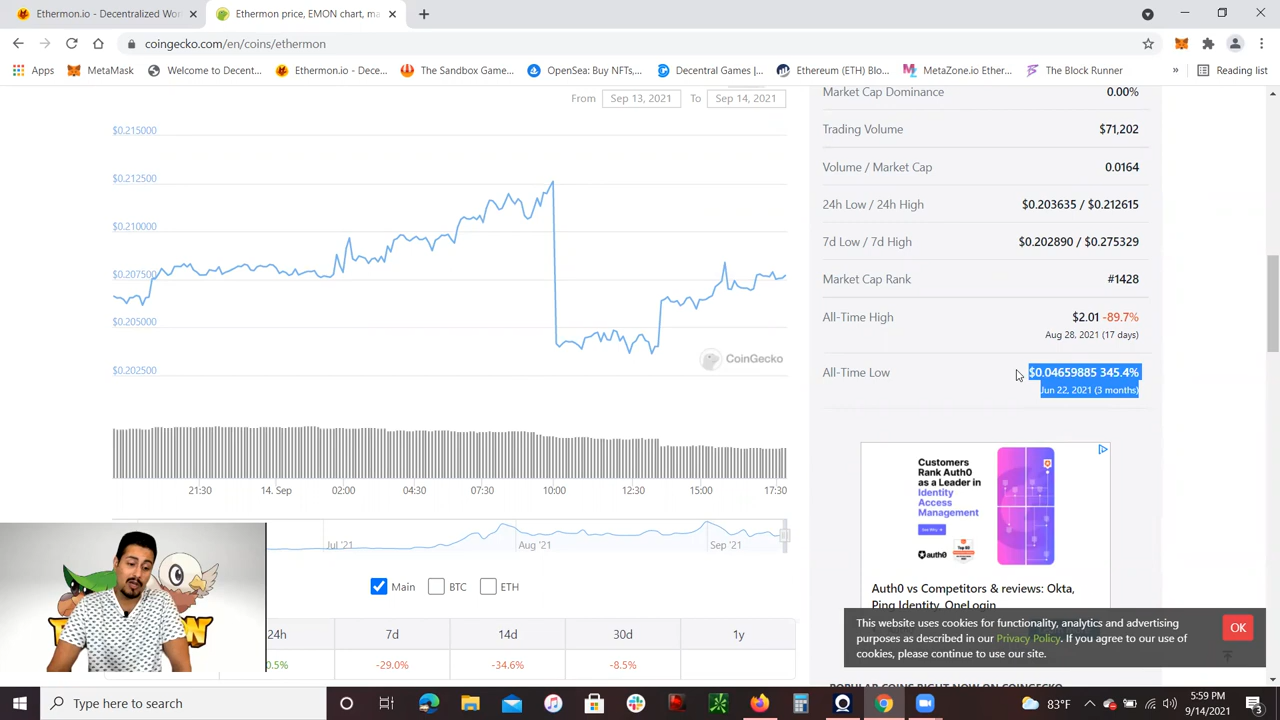 Ethermon.io - Decentralized Wor
Ethermon price, EMON chart, ma
coingecko.com/en/coins/ethermon
Apps
MetaMask
Welcome to Decent...
Ethermon.io - Dece...
The Sandbox Game...
OpenSea: Buy NFTs,...
Decentral Games |...
Ethereum (ETH) Blo...
MetaZone.io Ether...
The Block Runner
»
Reading list
From Sep 13, 2021 To Sep 14, 2021
$0.215000
$0.212500
$0.210000
$0.207500
$0.205000
$0.202500
CoinGecko
21:30 14. Sep 02:00 04:30 07:30 10:00 12:30 15:00 17:30
Jul '21 Aug '21 Sep '21
Main BTC ETH
24h 7d 14d 30d 1y
0.5% -29.0% -34.6% -8.5%
Market Cap Dominance 0.00%
Trading Volume $71,202
Volume / Market Cap 0.0164
24h Low / 24h High $0.203635 / $0.212615
7d Low / 7d High $0.202890 / $0.275329
Market Cap Rank #1428
All-Time High $2.01 -89.7%
Aug 28, 2021 (17 days)
All-Time Low $0.04659885 345.4%
Jun 22, 2021 (3 months)
Customers
Rank Auth0
as a Leader in
Identity
Access
Management
auth0
Auth0 vs Competitors & reviews: Okta,
Ping Identity, OneLogin
This website uses cookies for functionality, analytics and advertising
purposes as described in our Privacy Policy. If you agree to our use of
cookies, please continue to use our site.
OK
POPULAR COINS RIGHT NOW ON COINGECKO
Type here to search
83°F
5:59 PM
9/14/2021
3